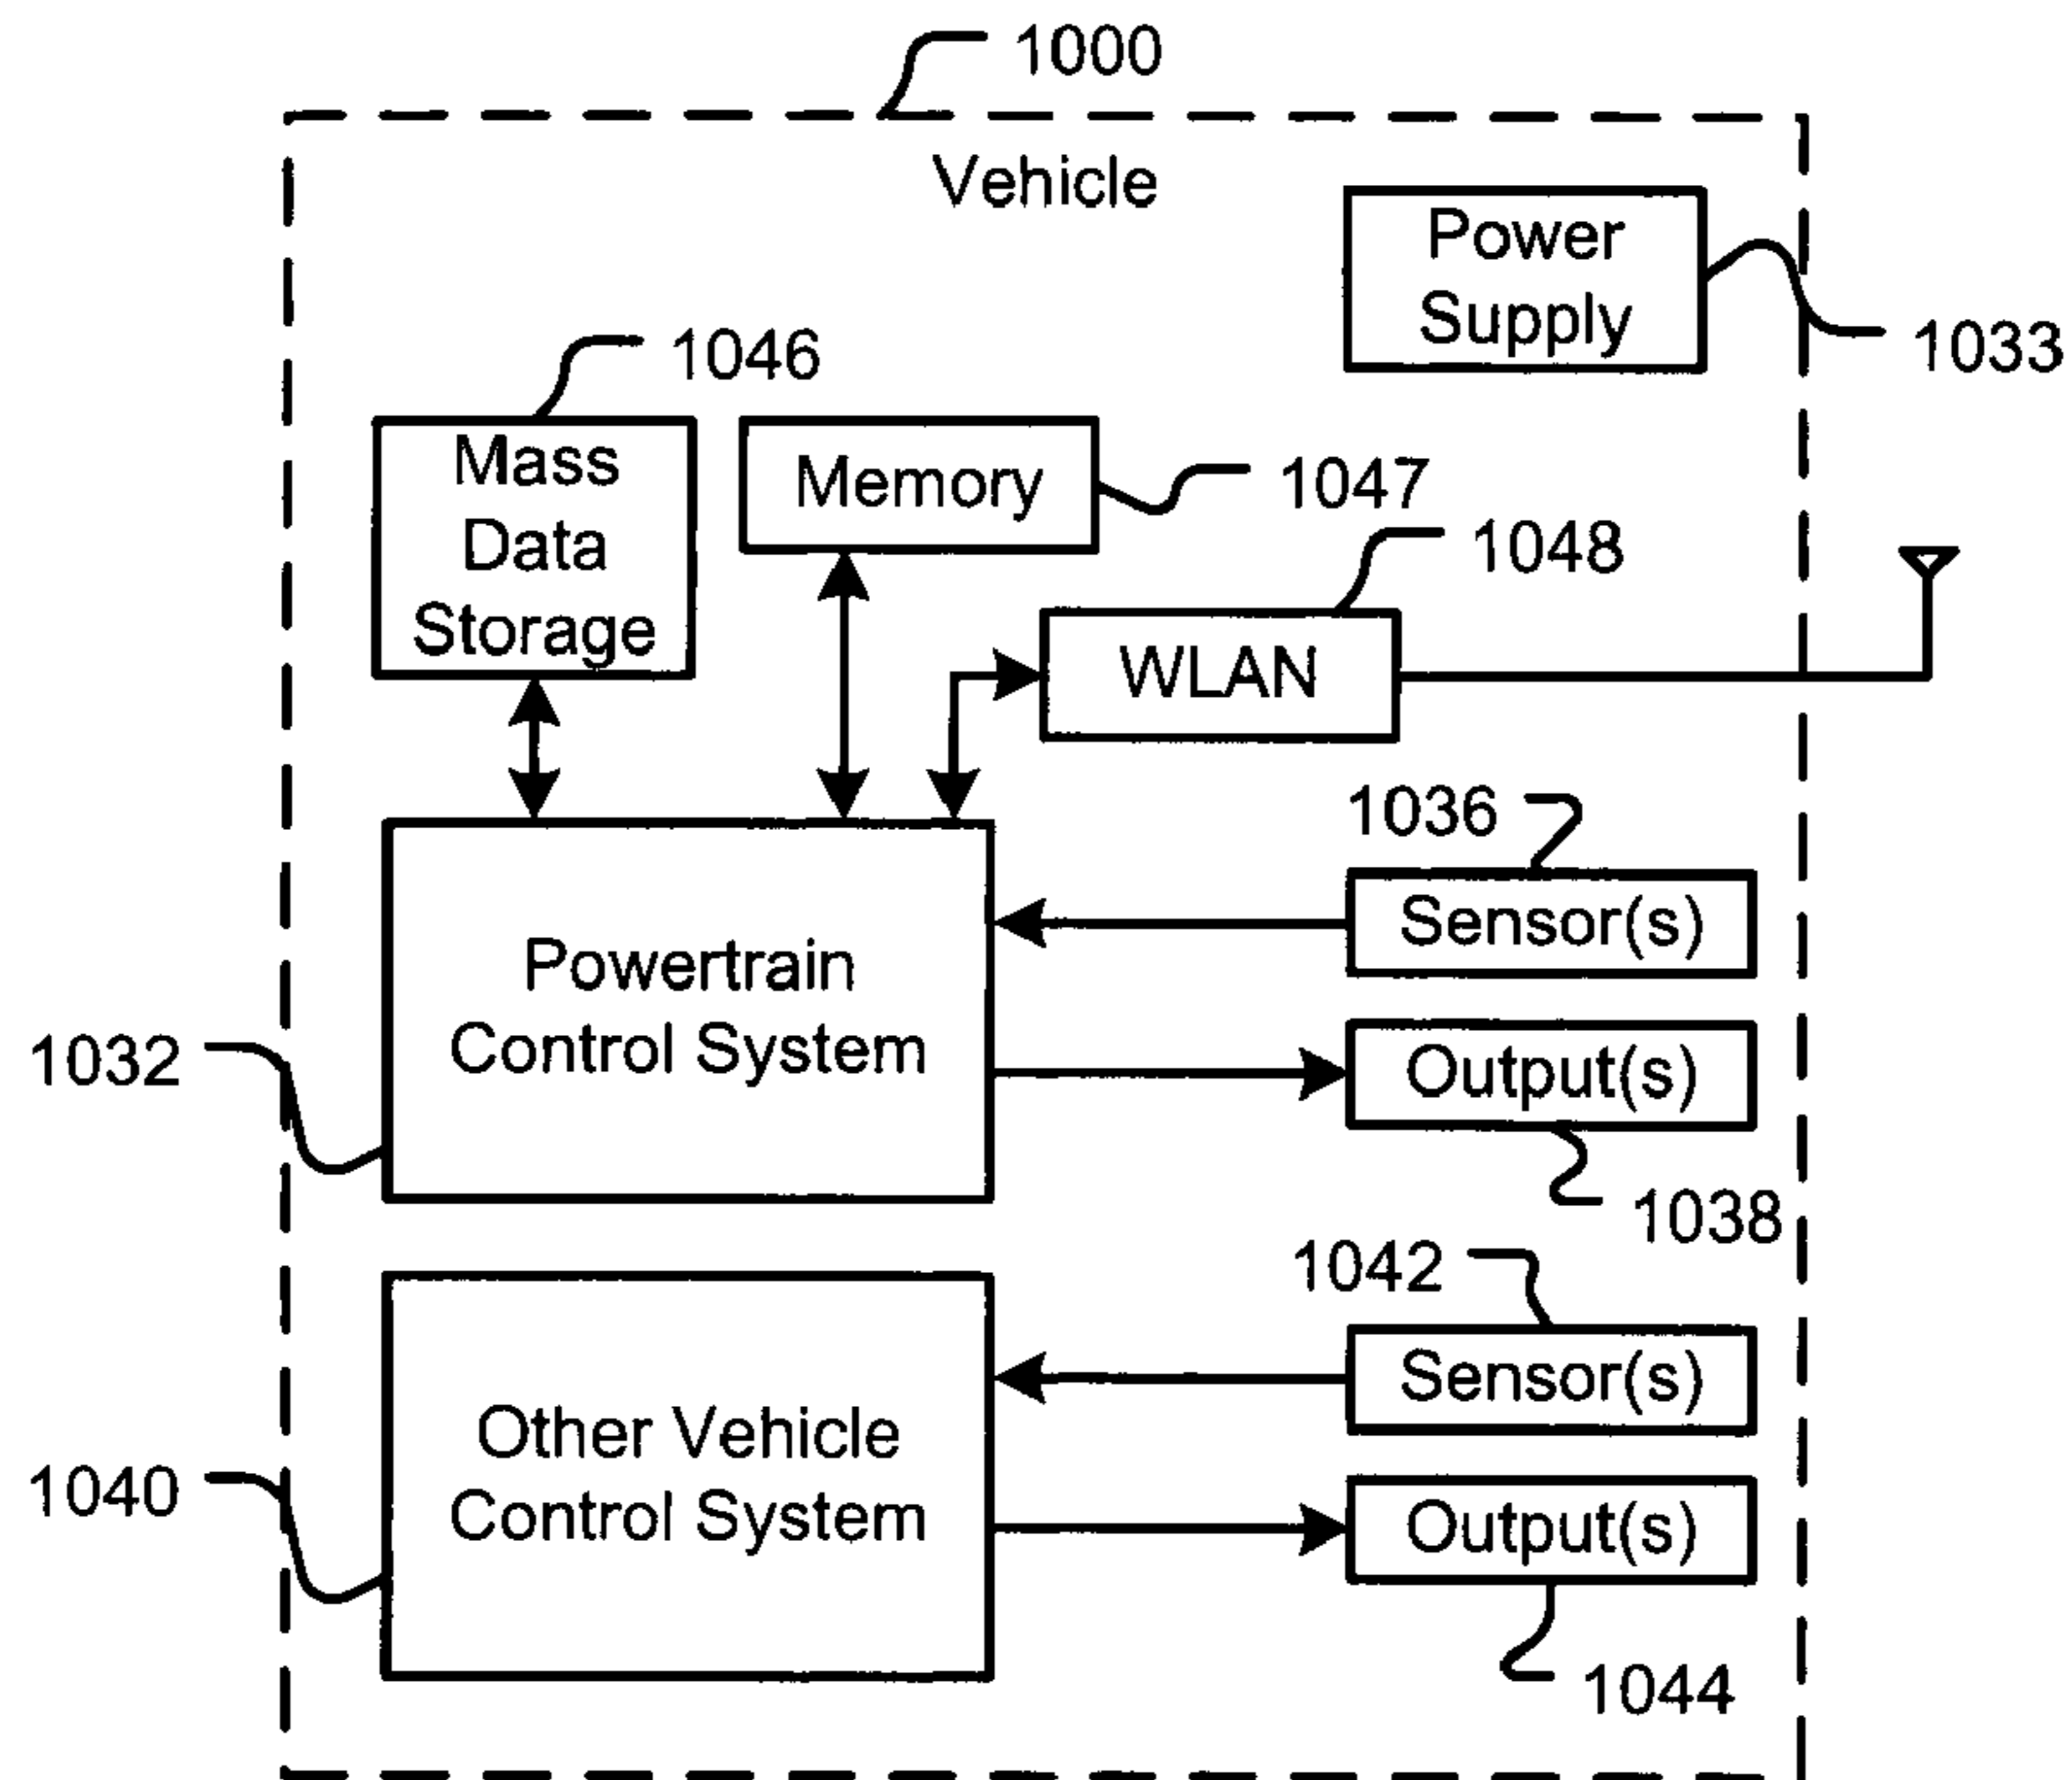 1000
Vehicle
Power
Supply
1033
1046
Mass
Data
Storage
Memory
1047
1048
WLAN
1036
Sensor(s)
Powertrain
Control System
1032
Output(s)
1038
1042
Sensor(s)
Other Vehicle
Control System
1040
Output(s)
1044